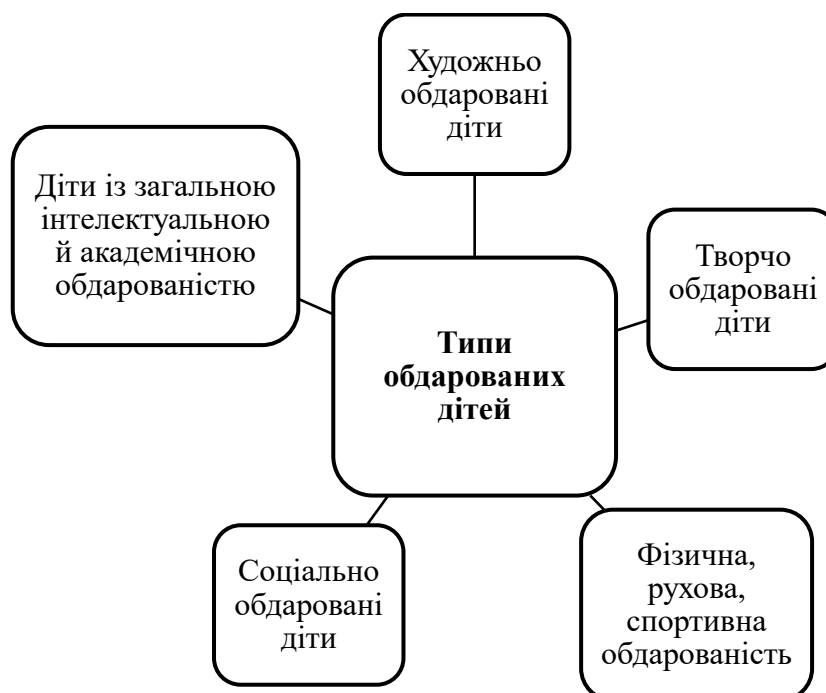 Художньо
обдаровані
діти
Діти із загальною
інтелектуальною
й академічною
обдарованістю
Творчо
обдаровані
діти
Типи
обдарованих
дітей
Соціально
обдаровані
діти
Фізична,
рухова,
спортивна
обдарованість